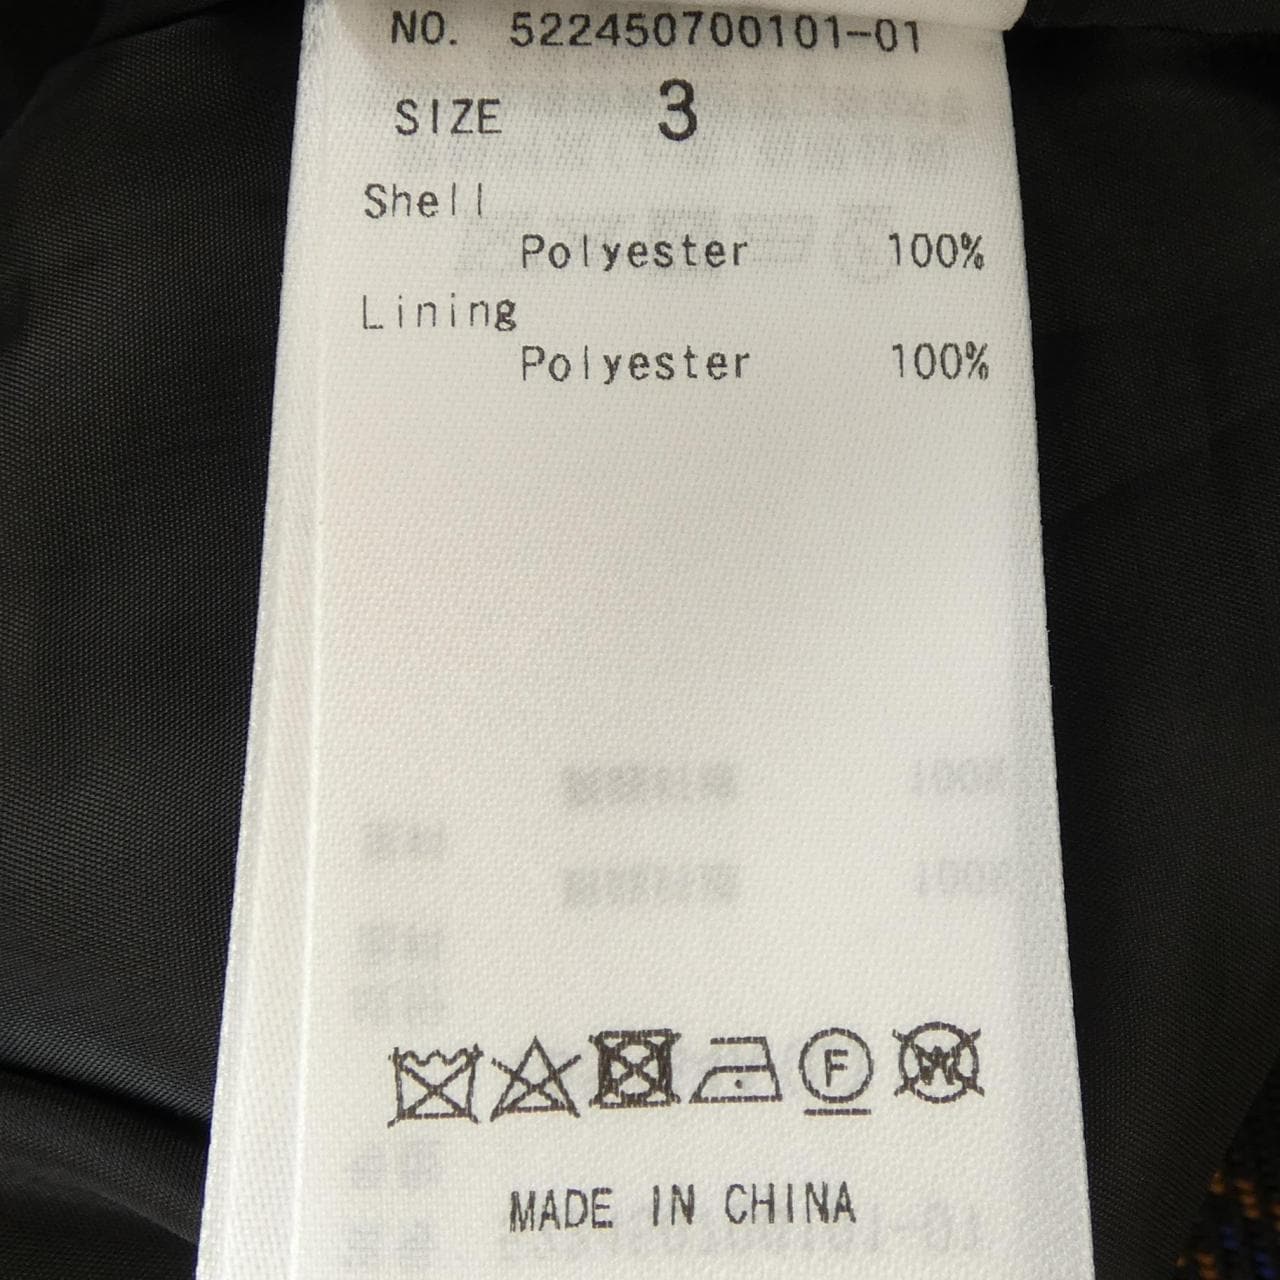 NO. 522450700101-01
SIZE 3
Shell
Polyester 100%
Lining
Polyester 100%
F W
MADE IN CHINA